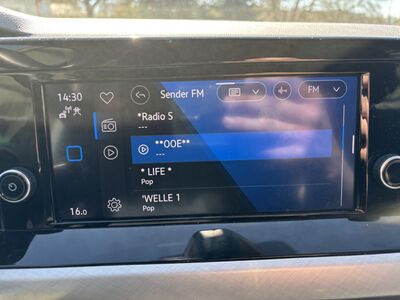 14:30
Sender FM
FM
*Radio S
---
**OOE**
---
* LIFE *
Pop
'WELLE 1
Pop
16.0